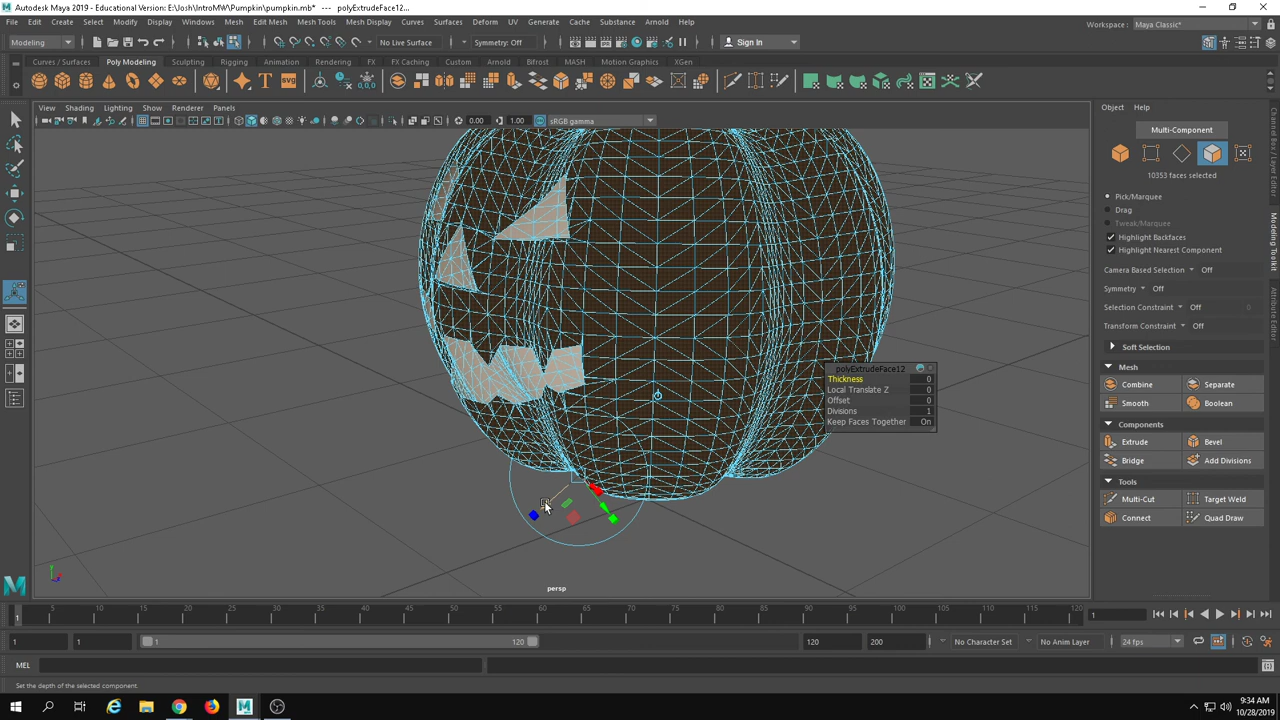 Autodesk Maya 2019 - Educational Version: E:\Josh\IntroMW\Pumpkin\pumpkin.mb* --- polyExtrudeFace12...
File Edit Create Select Modify Display Windows Mesh Edit Mesh Mesh Tools Mesh Display Curves Surfaces Deform UV Generate Cache Substance Arnold Help
Workspace : Maya Classic*
Modeling No Live Surface Symmetry: Off Sign In
Curves / Surfaces Poly Modeling Sculpting Rigging Animation Rendering FX FX Caching Custom Arnold Bifrost MASH Motion Graphics XGen
View Shading Lighting Show Renderer Panels
0.00 1.00 sRGB gamma
Object Help
Multi-Component
10353 faces selected
Pick/Marquee
Drag
Tweak/Marquee
Highlight Backfaces
Highlight Nearest Component
Camera Based Selection Off
Symmetry Off
Selection Constraint Off 0
Transform Constraint Off
Soft Selection
Mesh
Combine Separate
Smooth Boolean
Components
Extrude Bevel
Bridge Add Divisions
Tools
Multi-Cut Target Weld
Connect Quad Draw
Channel Box / Layer Editor
Modeling Toolkit
Attribute Editor
polyExtrudeFace12
Thickness 0
Local Translate Z 0
Offset 0
Divisions 1
Keep Faces Together On
persp
5 10 15 20 25 30 35 40 45 50 55 60 65 70 75 80 85 90 95 100 105 110 115 120
1 1
1 1 1 120 120 200 No Character Set No Anim Layer 24 fps
MEL
Set the depth of the selected component.
9:34 AM
10/28/2019